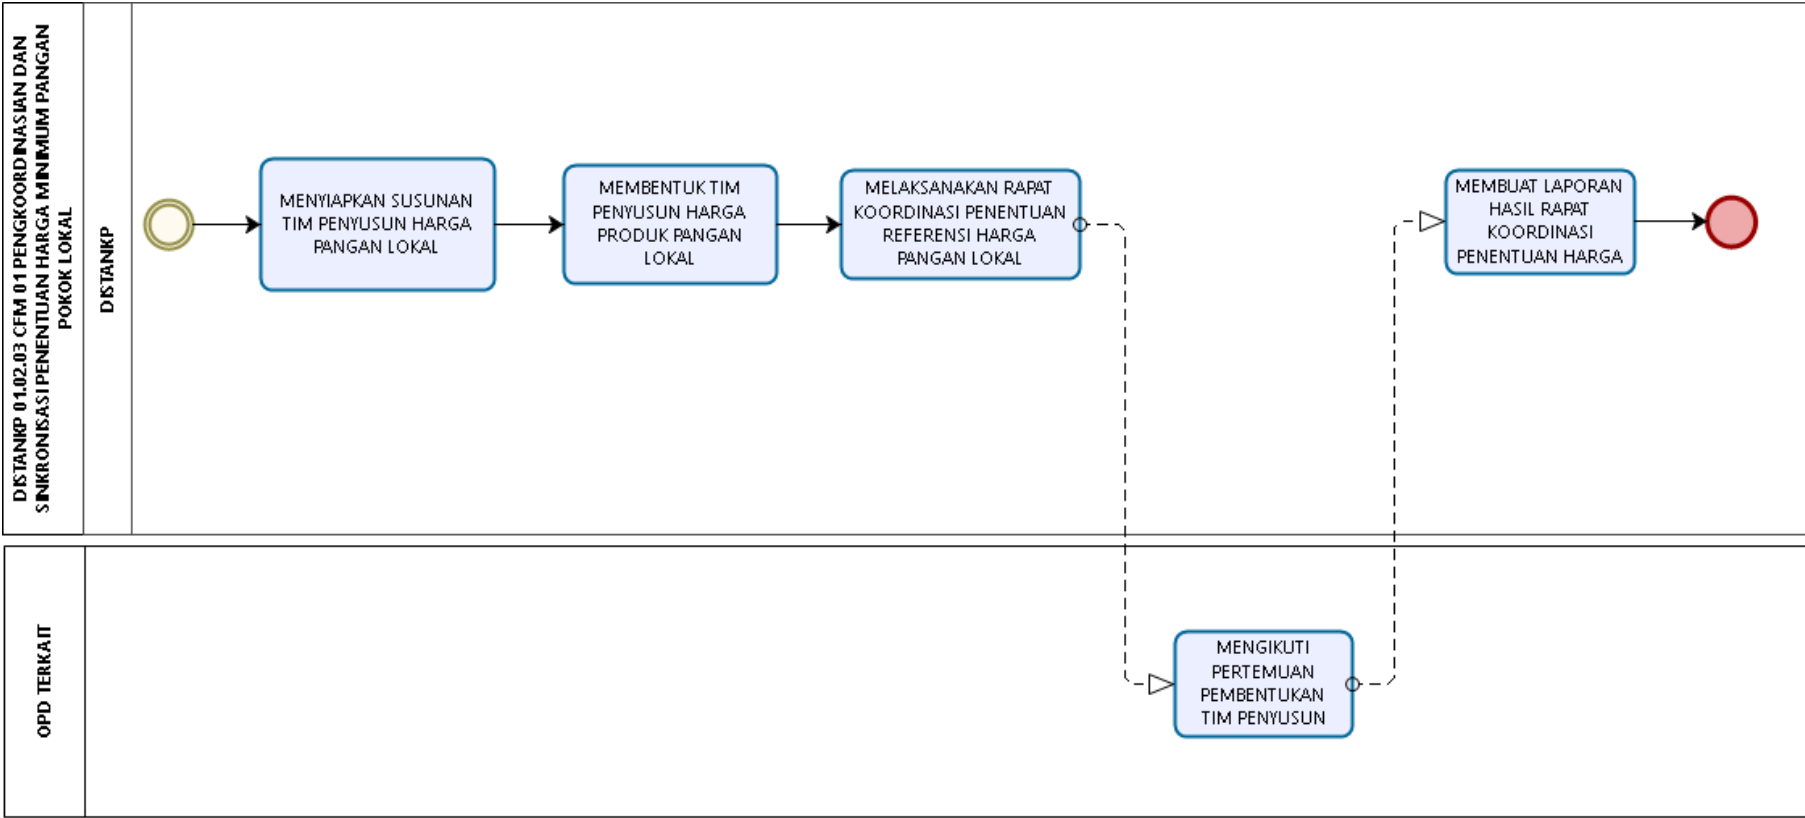 DISTANKP 01.02.03 CFM 01 PENGKOORDINASIAN DAN
SINKRONISASI PENENTUAN HARGA MINIMUM PANGAN
POKOK LOKAL
DISTANKP
MENYIAPKAN SUSUNAN
TIM PENYUSUN HARGA
PANGAN LOKAL
MEMBENTUK TIM
PENYUSUN HARGA
PRODUK PANGAN
LOKAL
MELAKSANAKAN RAPAT
KOORDINASI PENENTUAN
REFERENSI HARGA
PANGAN LOKAL
MEMBUAT LAPORAN
HASIL RAPAT
KOORDINASI
PENENTUAN HARGA
OPD TERKAIT
MENGIKUTI
PERTEMUAN
PEMBENTUKAN
TIM PENYUSUN